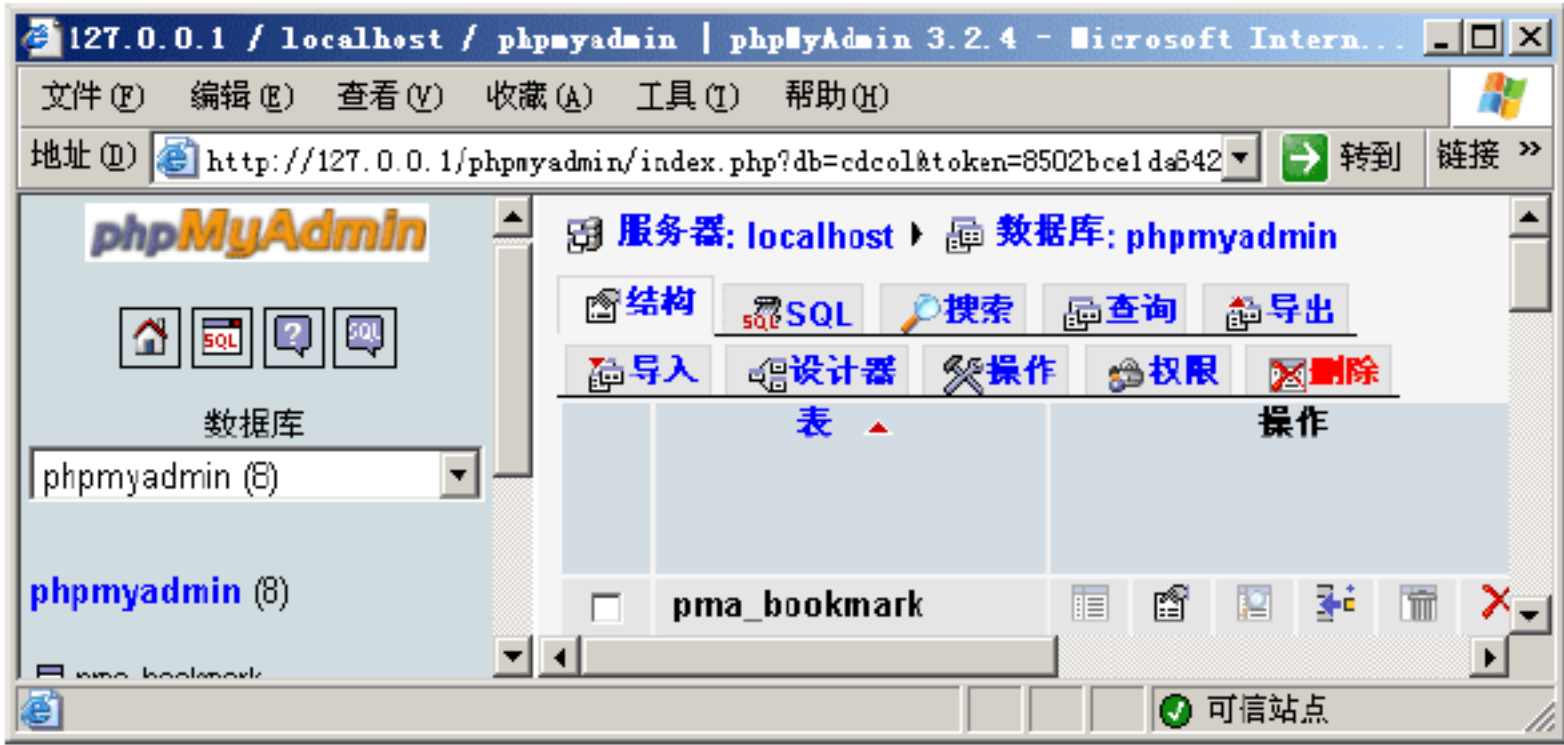 127.0.0.1 / localhost / phpmyadmin | phpMyAdmin 3.2.4 - Microsoft Intern...
文件(F) 编辑(E) 查看(V) 收藏(A) 工具(T) 帮助(H)
地址(D) http://127.0.0.1/phpmyadmin/index.php?db=cdcol&token=8502bce1da642 转到 链接 »
phpMyAdmin
SQL ? SQL
数据库
phpmyadmin (8)
phpmyadmin (8)
pma_bookmark
服务器: localhost 数据库: phpmyadmin
结构 SQL 搜索 查询 导出
导入 设计器 操作 权限 删除
表 操作
pma_bookmark
可信站点